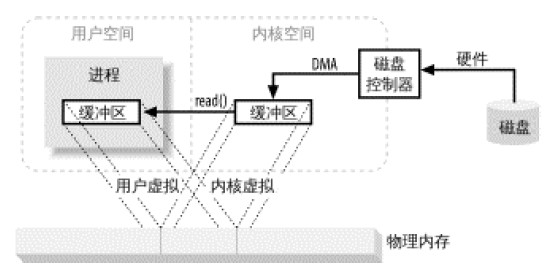 用户空间
内核空间
进程
缓冲区
read()
缓冲区
DMA
磁盘
控制器
硬件
磁盘
用户虚拟
内核虚拟
物理内存